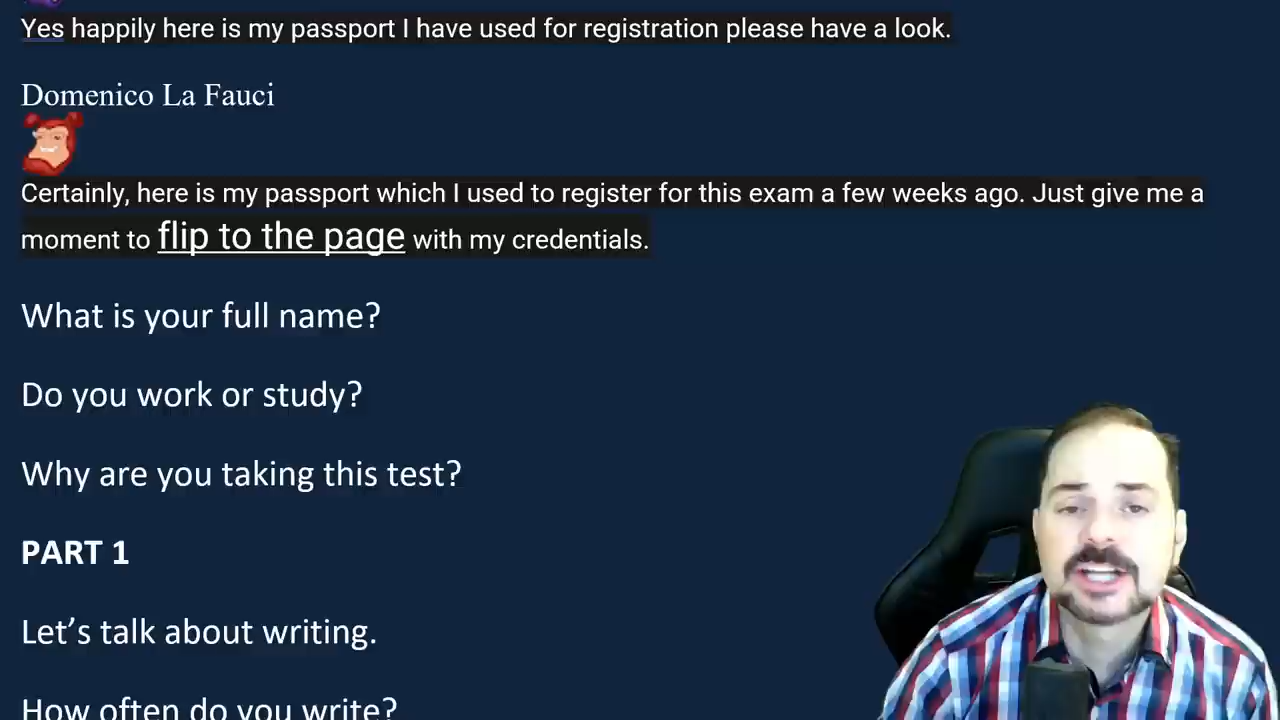 Yes happily here is my passport I have used for registration please have a look.
Domenico La Fauci
Certainly, here is my passport which I used to register for this exam a few weeks ago. Just give me a
moment to flip to the page with my credentials.
What is your full name?
Do you work or study?
Why are you taking this test?
PART 1
Let’s talk about writing.
How often do you write?